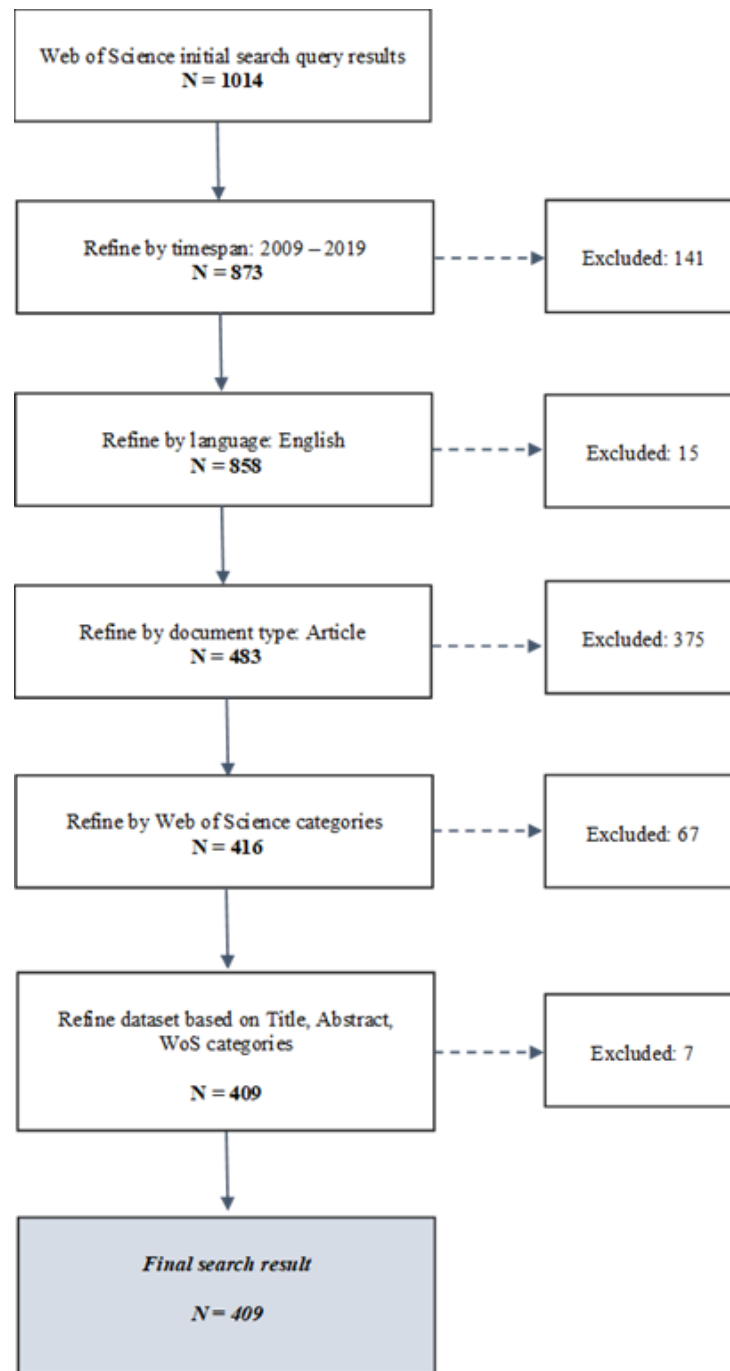 Web of Science initial search query results
N = 1014
Refine by timespan: 2009 – 2019
N = 873
Excluded: 141
Refine by language: English
N = 858
Excluded: 15
Refine by document type: Article
N = 483
Excluded: 375
Refine by Web of Science categories
N = 416
Excluded: 67
Refine dataset based on Title, Abstract,
WoS categories
N = 409
Excluded: 7
Final search result
N = 409